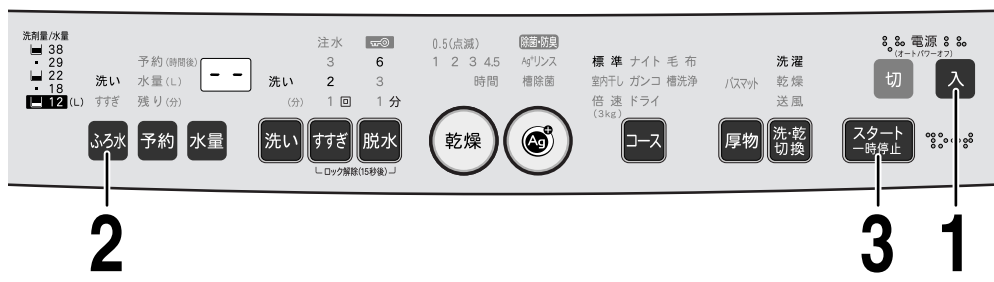 洗剤量/水量
38
29
22
18
12 (L)
洗い
すすぎ
予約(時間後)
水量(L)
残り(分)
--
洗い
(分)
注水
3
2
1 回
6
3
1 分
0.5(点滅)
1 2 3 4.5
時間
除菌・防臭
Ag⁺リンス
槽除菌
標準 ナイト 毛布
室内干し ガンコ 槽洗浄
倍速 ドライ
(3kg)
バスマット
洗濯
乾燥
送風
電源
(オートパワーオフ)
切
入
ふろ水
予約
水量
洗い
すすぎ
脱水
ロック解除(15秒後)
乾燥
Ag+
コース
厚物
洗・乾
切換
スタート
一時停止
2
3
1